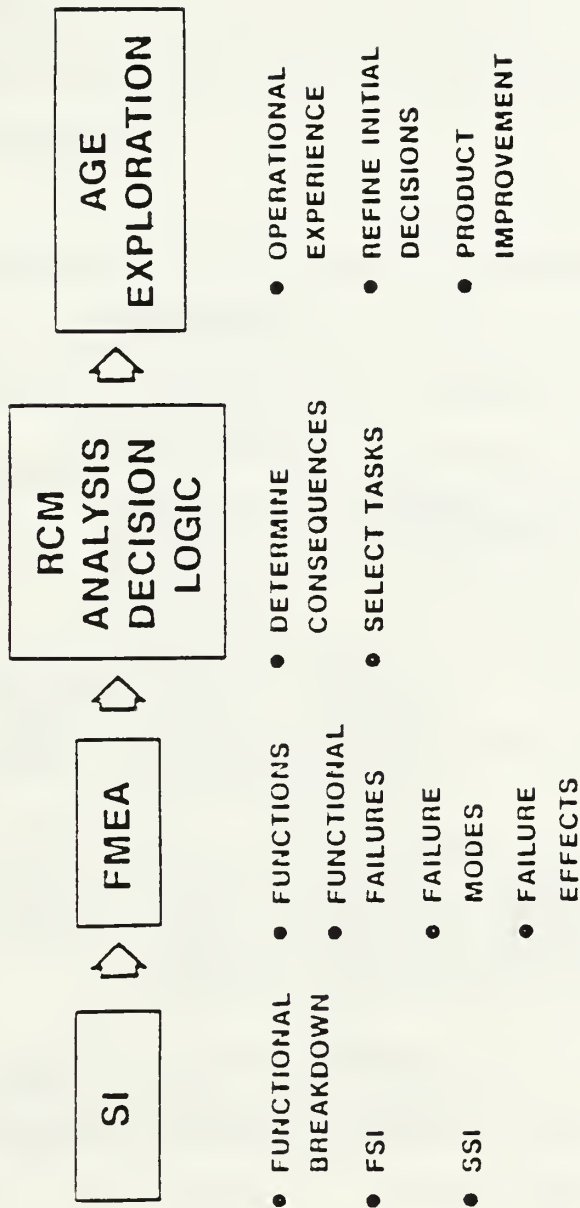 SI
● FUNCTIONAL
BREAKDOWN
● FSI
● SSI
FMEA
● FUNCTIONS
● FUNCTIONAL
FAILURES
● FAILURE
MODES
● FAILURE
EFFECTS
RCM
ANALYSIS
DECISION
LOGIC
● DETERMINE
CONSEQUENCES
● SELECT TASKS
AGE
EXPLORATION
● OPERATIONAL
EXPERIENCE
● REFINE INITIAL
DECISIONS
● PRODUCT
IMPROVEMENT